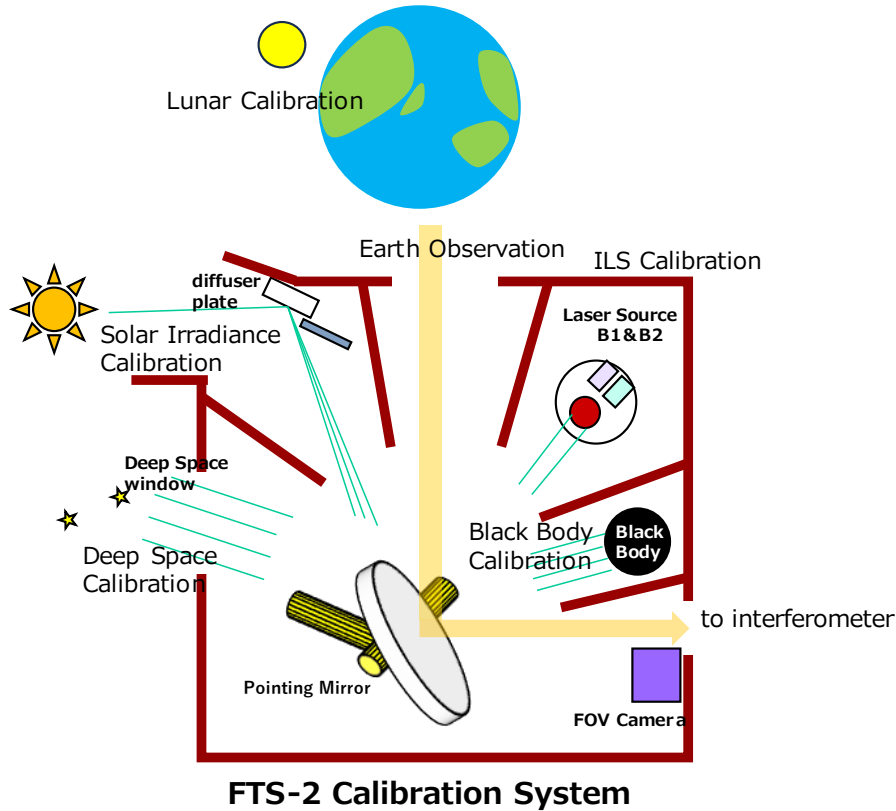 Lunar Calibration
Earth Observation
ILS Calibration
diffuser
plate
Laser Source
B1&B2
Solar Irradiance
Calibration
Deep Space
window
Black Body
Calibration
Black
Body
Deep Space
Calibration
to interferometer
Pointing Mirror
FOV Camera
FTS-2 Calibration System